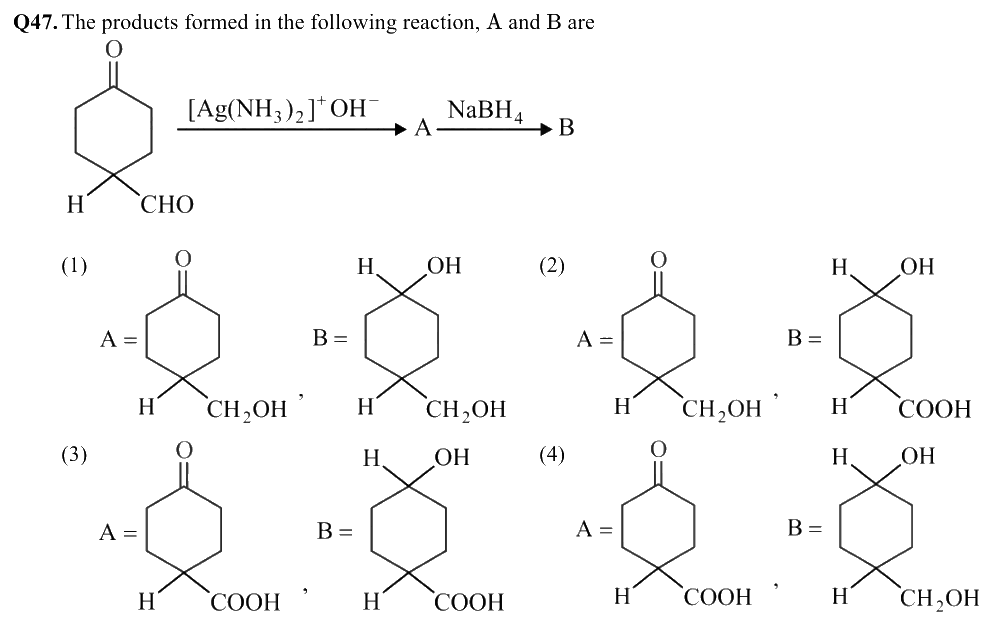 Q47. The products formed in the following reaction, A and B are
O
[Ag(NH₃)₂]⁺OH⁻
A
NaBH₄
B
H
CHO
(1)
O
A =
H
CH₂OH
,
H
OH
B =
H
CH₂OH
(2)
O
A =
H
CH₂OH
,
H
OH
B =
H
COOH
(3)
O
A =
H
COOH
,
H
OH
B =
H
COOH
(4)
O
A =
H
COOH
,
H
OH
B =
H
CH₂OH